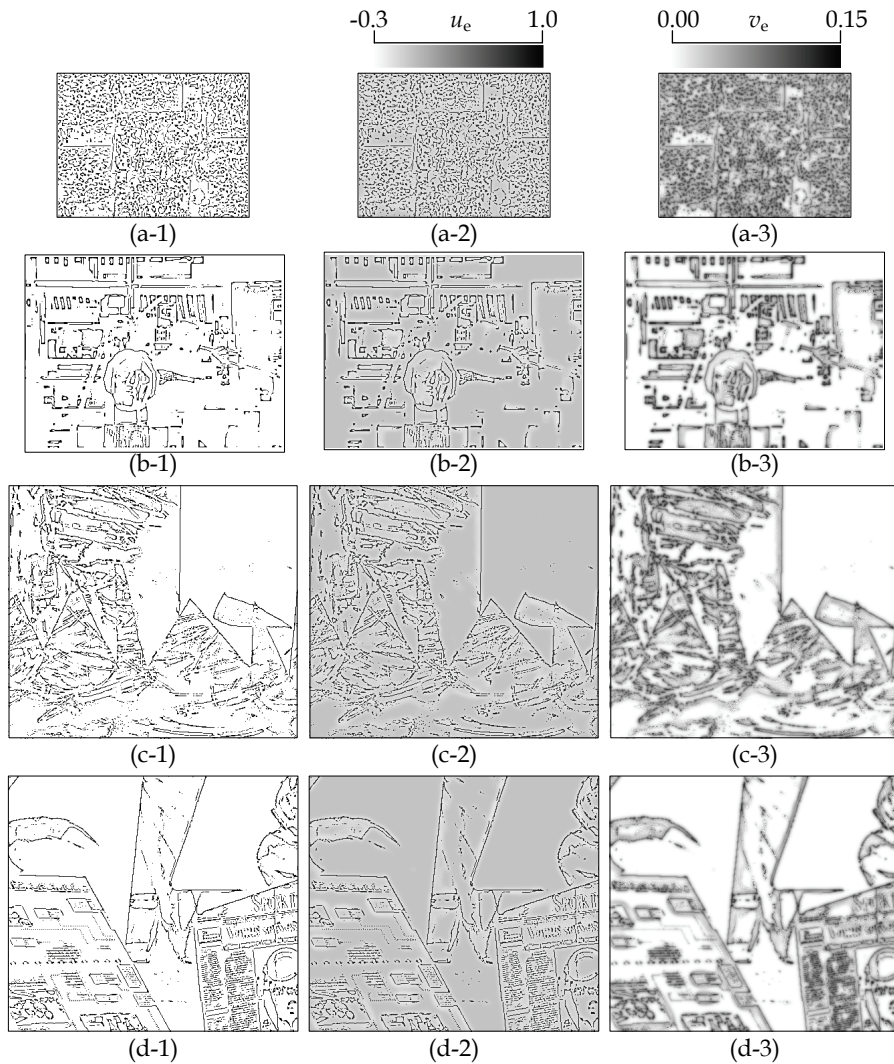 -0.3 u_e 1.0
0.00 v_e 0.15
(a-1)
(a-2)
(a-3)
(b-1)
(b-2)
(b-3)
(c-1)
(c-2)
(c-3)
(d-1)
(d-2)
(d-3)